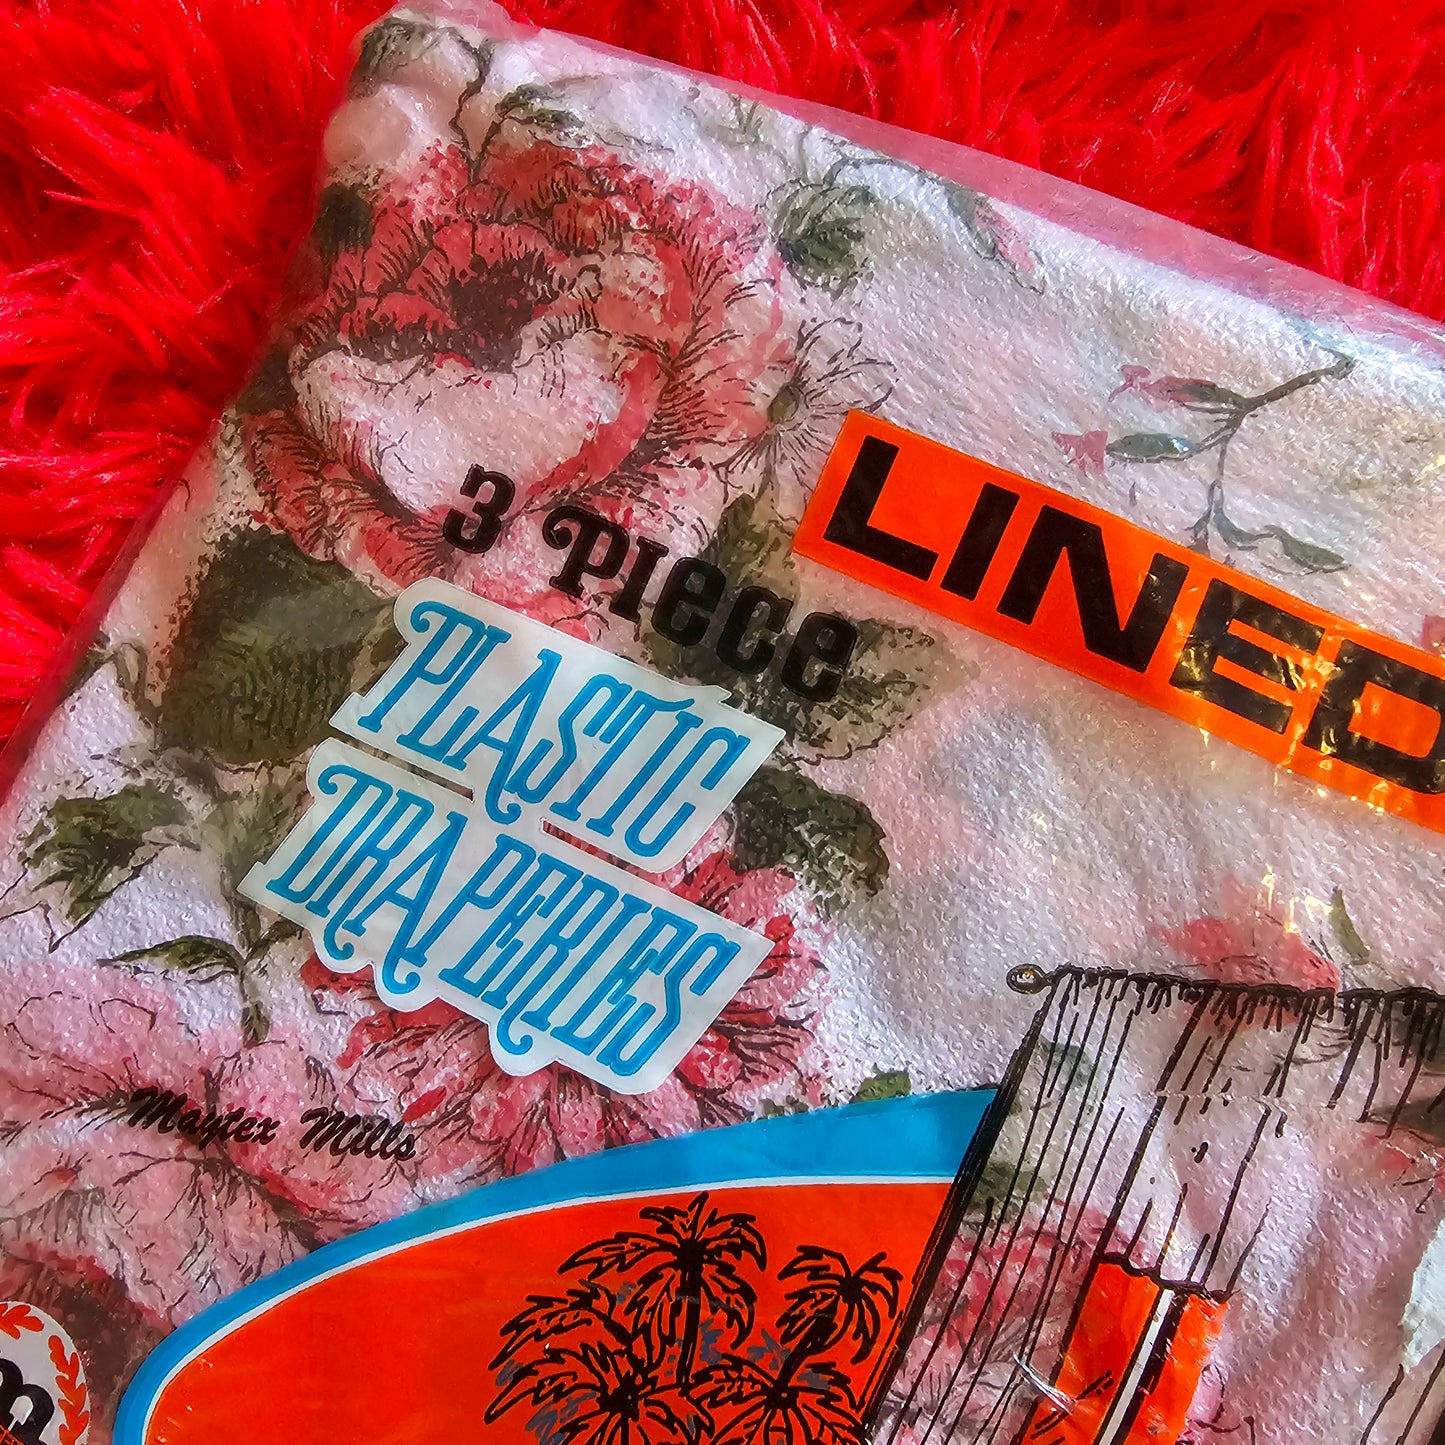 3 Piece
PLASTIC
DRAPERIES
LINED
Maytex Mills